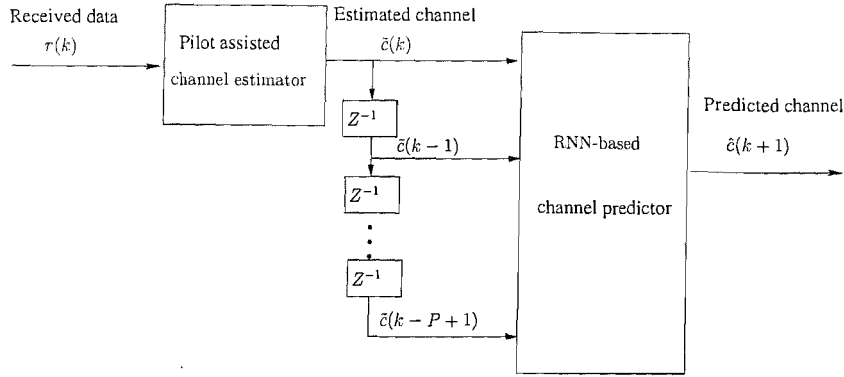 Received data
r(k)
Pilot assisted
channel estimator
Estimated channel
c̃(k)
Z⁻¹
c̃(k − 1)
Z⁻¹
Z⁻¹
c̃(k − P + 1)
RNN-based
channel predictor
Predicted channel
ĉ(k + 1)